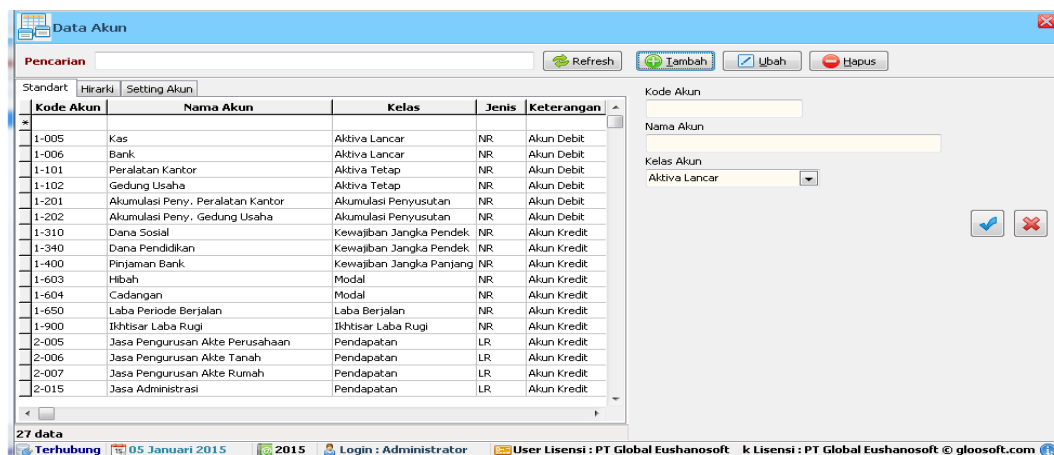 Data Akun
Pencarian Refresh Tambah Ubah Hapus
Standart Hirarki Setting Akun
Kode Akun Nama Akun Kelas Jenis Keterangan
*
1-005 Kas Aktiva Lancar NR Akun Debit
1-006 Bank Aktiva Lancar NR Akun Debit
1-101 Peralatan Kantor Aktiva Tetap NR Akun Debit
1-102 Gedung Usaha Aktiva Tetap NR Akun Debit
1-201 Akumulasi Peny. Peralatan Kantor Akumulasi Penyusutan NR Akun Debit
1-202 Akumulasi Peny. Gedung Usaha Akumulasi Penyusutan NR Akun Debit
1-310 Dana Sosial Kewajiban Jangka Pendek NR Akun Kredit
1-340 Dana Pendidikan Kewajiban Jangka Pendek NR Akun Kredit
1-400 Pinjaman Bank Kewajiban Jangka Panjang NR Akun Kredit
1-603 Hibah Modal NR Akun Kredit
1-604 Cadangan Modal NR Akun Kredit
1-650 Laba Periode Berjalan Laba Berjalan NR Akun Kredit
1-900 Ikhtisar Laba Rugi Ikhtisar Laba Rugi NR Akun Kredit
2-005 Jasa Pengurusan Akte Perusahaan Pendapatan LR Akun Kredit
2-006 Jasa Pengurusan Akte Tanah Pendapatan LR Akun Kredit
2-007 Jasa Pengurusan Akte Rumah Pendapatan LR Akun Kredit
2-015 Jasa Administrasi Pendapatan LR Akun Kredit
Kode Akun
Nama Akun
Kelas Akun
Aktiva Lancar
27 data
Terhubung 05 Januari 2015 2015 Login : Administrator User Lisensi : PT Global Eushanosoft k Lisensi : PT Global Eushanosoft © gloosoft.com